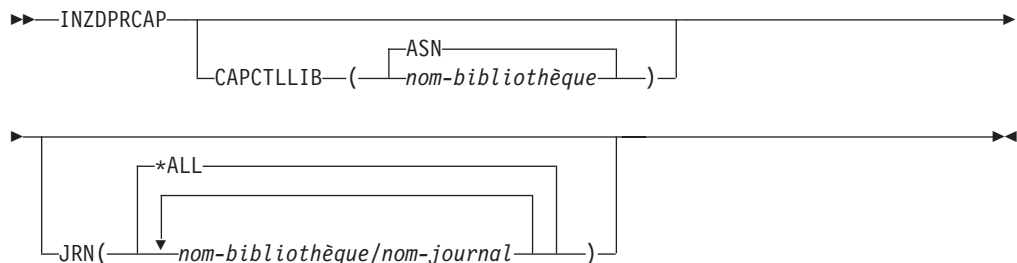 INZDPRCAP
ASN
CAPCTLLIB ( nom-bibliothèque )
*ALL
JRN( nom-bibliothèque/nom-journal )